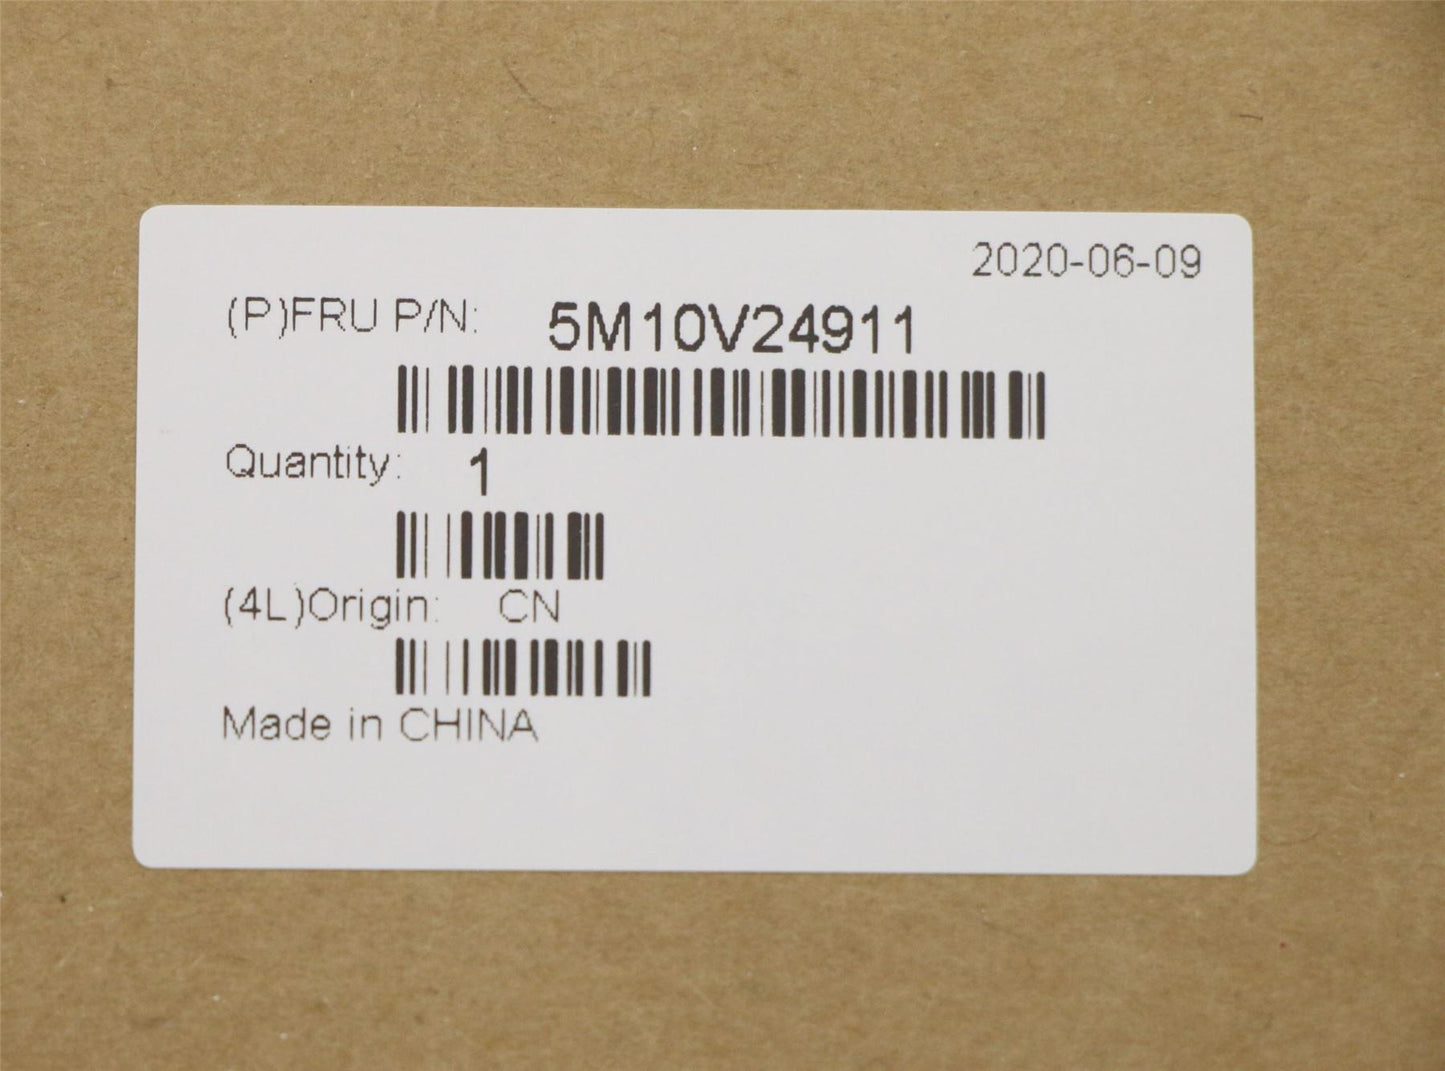 2020-06-09
(P)FRU P/N: 5M10V24911
Quantity: 1
(4L)Origin: CN
Made in CHINA